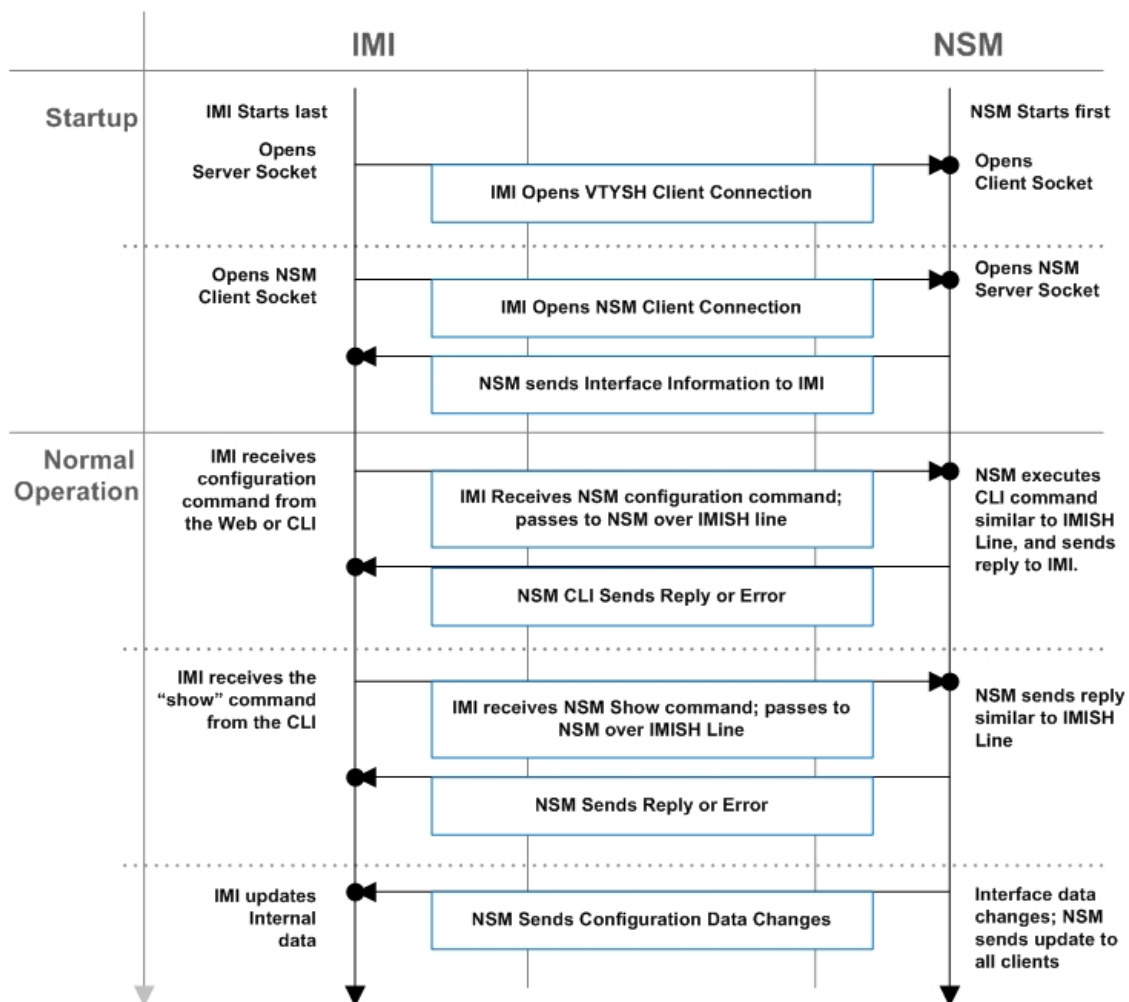 IMI
NSM
Startup
IMI Starts last
NSM Starts first
Opens
Server Socket
IMI Opens VTYSH Client Connection
Opens
Client Socket
Opens NSM
Client Socket
IMI Opens NSM Client Connection
Opens NSM
Server Socket
NSM sends Interface Information to IMI
Normal
Operation
IMI receives
configuration
command from
the Web or CLI
IMI Receives NSM configuration command;
passes to NSM over IMISH line
NSM executes
CLI command
similar to IMISH
Line, and sends
reply to IMI.
NSM CLI Sends Reply or Error
IMI receives the
“show” command
from the CLI
IMI receives NSM Show command; passes to
NSM over IMISH Line
NSM sends reply
similar to IMISH
Line
NSM Sends Reply or Error
IMI updates
Internal
data
NSM Sends Configuration Data Changes
Interface data
changes; NSM
sends update to
all clients